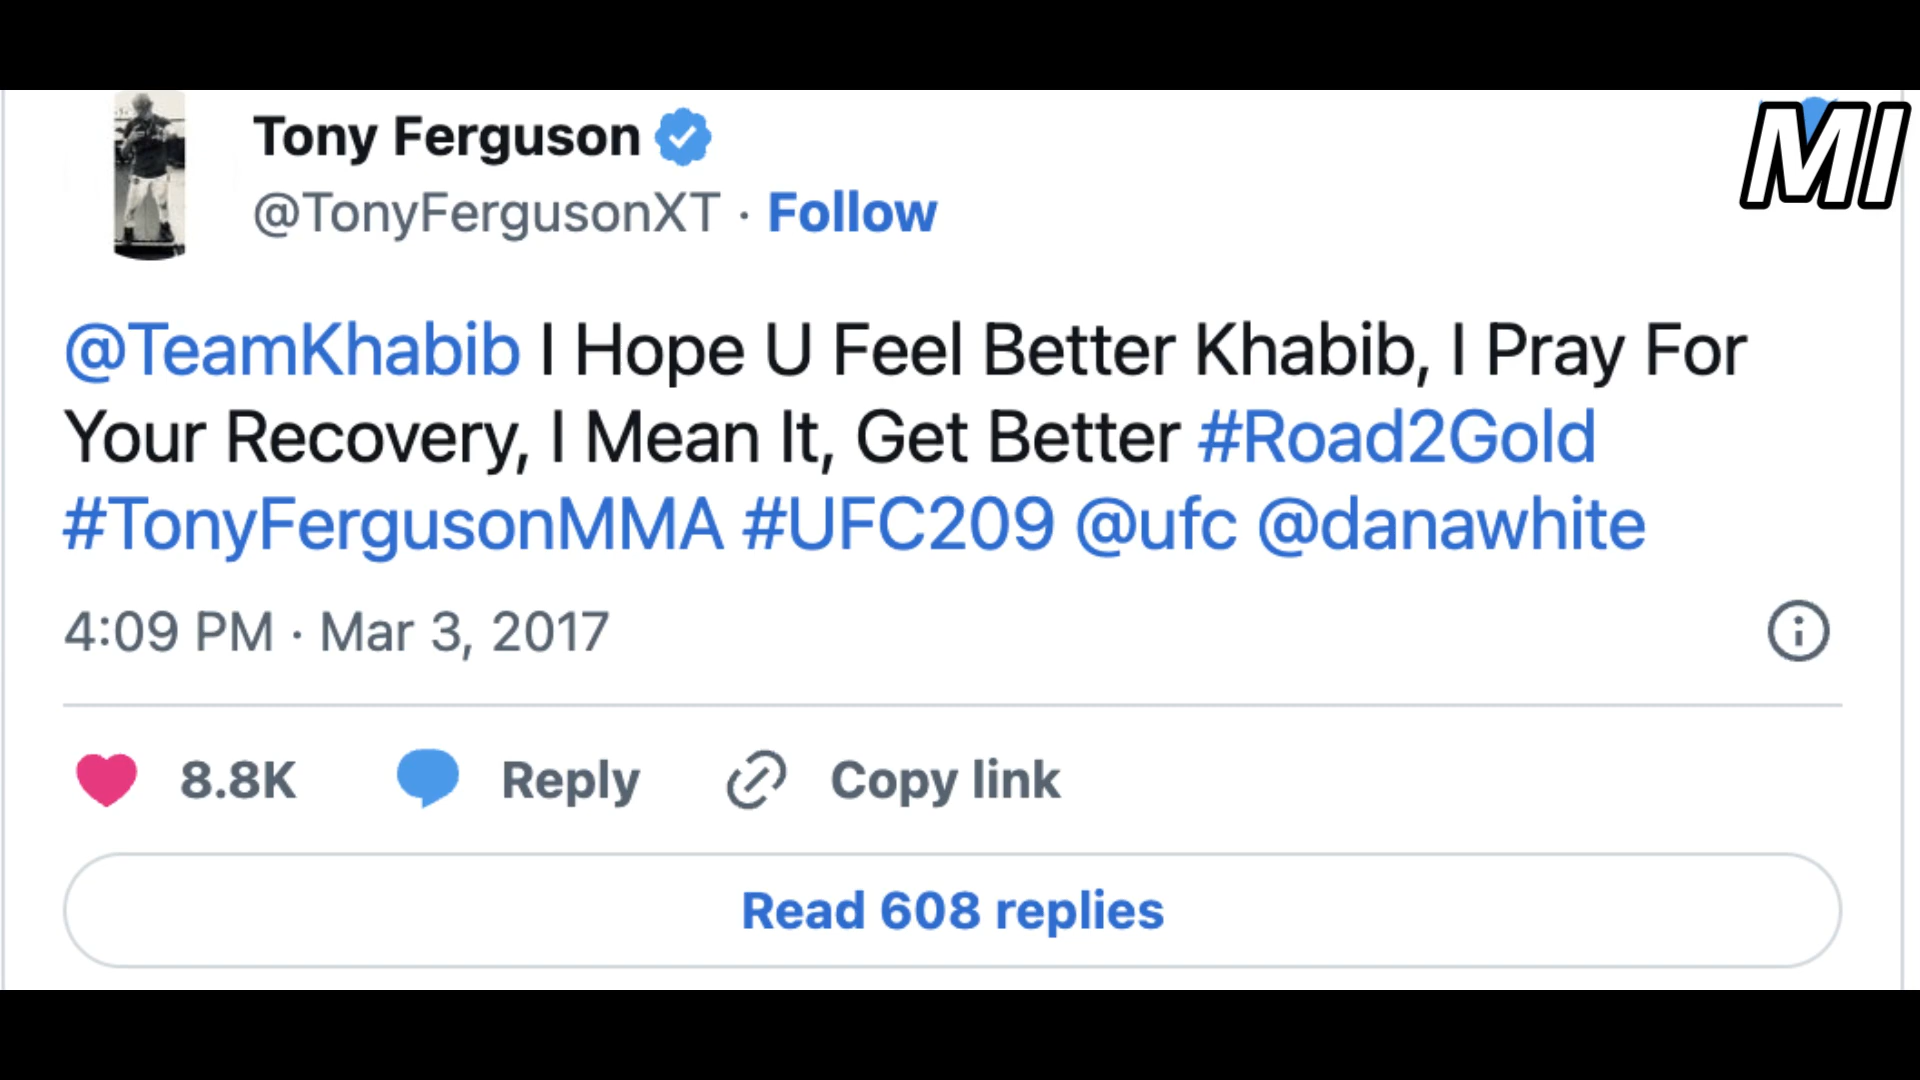 Tony Ferguson
MI
@TonyFergusonXT · Follow
@TeamKhabib I Hope U Feel Better Khabib, I Pray For
Your Recovery, I Mean It, Get Better #Road2Gold
#TonyFergusonMMA #UFC209 @ufc @danawhite
4:09 PM · Mar 3, 2017
8.8K Reply Copy link
Read 608 replies